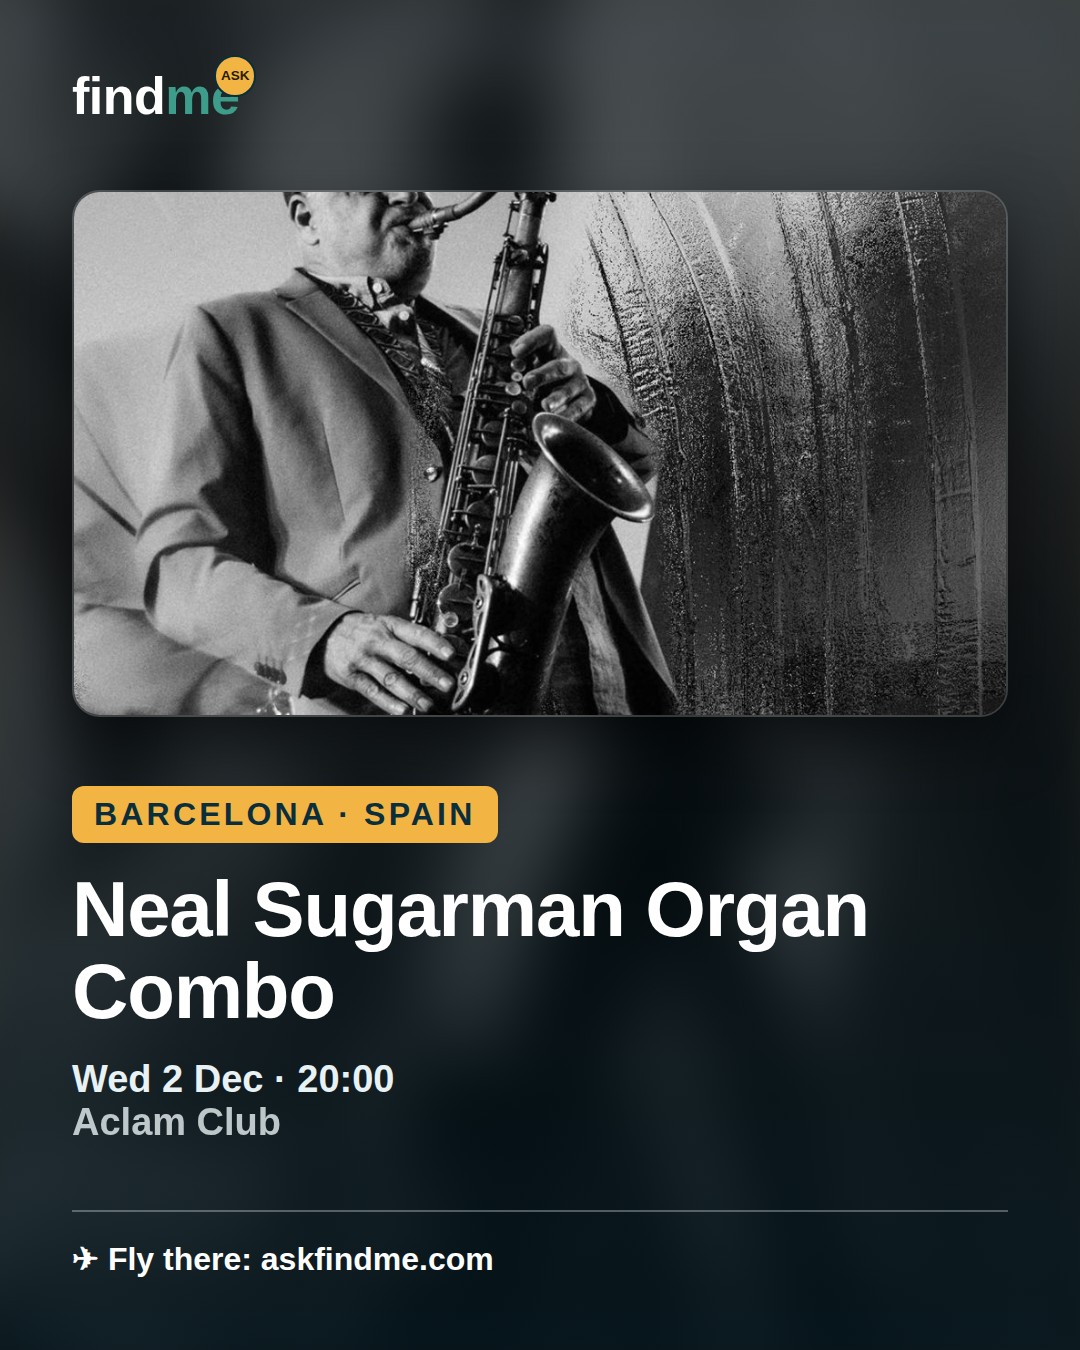 findme ASK
BARCELONA · SPAIN
Neal Sugarman Organ
Combo
Wed 2 Dec · 20:00
Aclam Club
✈ Fly there: askfindme.com